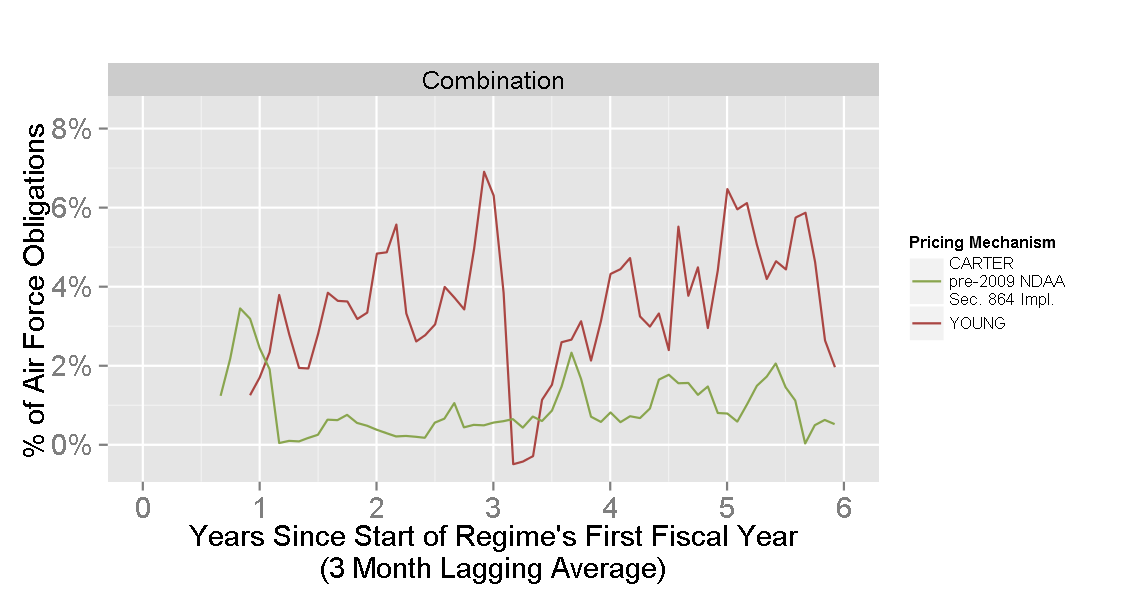 Combination
% of Air Force Obligations
8%
6%
4%
2%
0%
0 1 2 3 4 5 6
Years Since Start of Regime's First Fiscal Year
(3 Month Lagging Average)
Pricing Mechanism
CARTER
pre-2009 NDAA
Sec. 864 Impl.
YOUNG